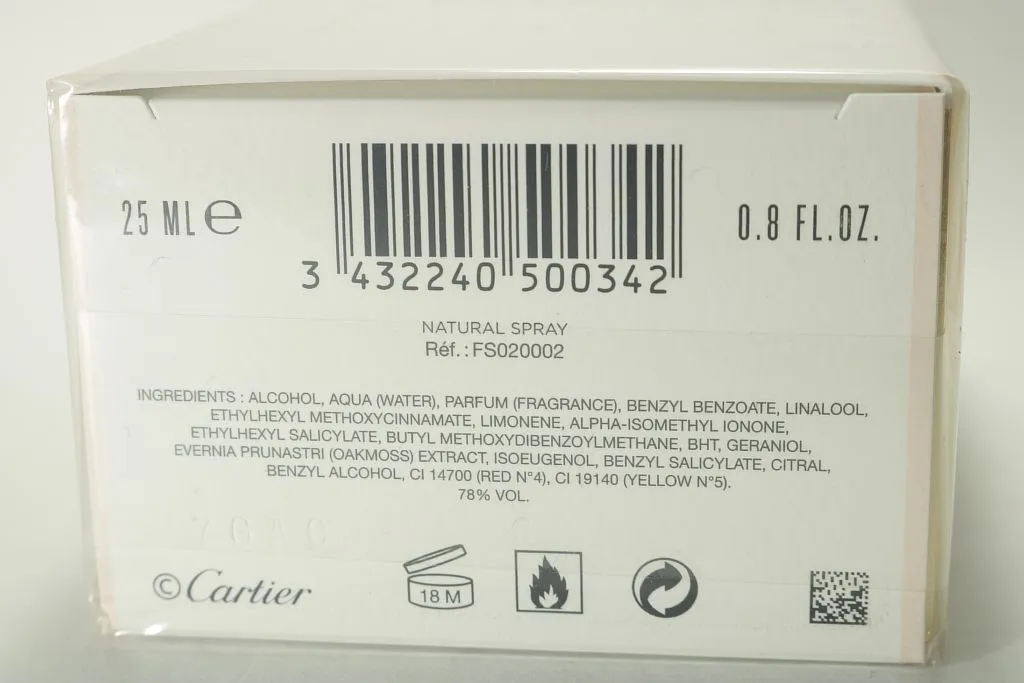 25 ML e
0.8 FL.OZ.
3 432240 500342
NATURAL SPRAY
Réf. : FS020002
INGREDIENTS : ALCOHOL, AQUA (WATER), PARFUM (FRAGRANCE), BENZYL BENZOATE, LINALOOL,
ETHYLHEXYL METHOXYCINNAMATE, LIMONENE, ALPHA-ISOMETHYL IONONE,
ETHYLHEXYL SALICYLATE, BUTYL METHOXYDIBENZOYLMETHANE, BHT, GERANIOL,
EVERNIA PRUNASTRI (OAKMOSS) EXTRACT, ISOEUGENOL, BENZYL SALICYLATE, CITRAL,
BENZYL ALCOHOL, CI 14700 (RED N°4), CI 19140 (YELLOW N°5).
78% VOL.
© Cartier
18 M